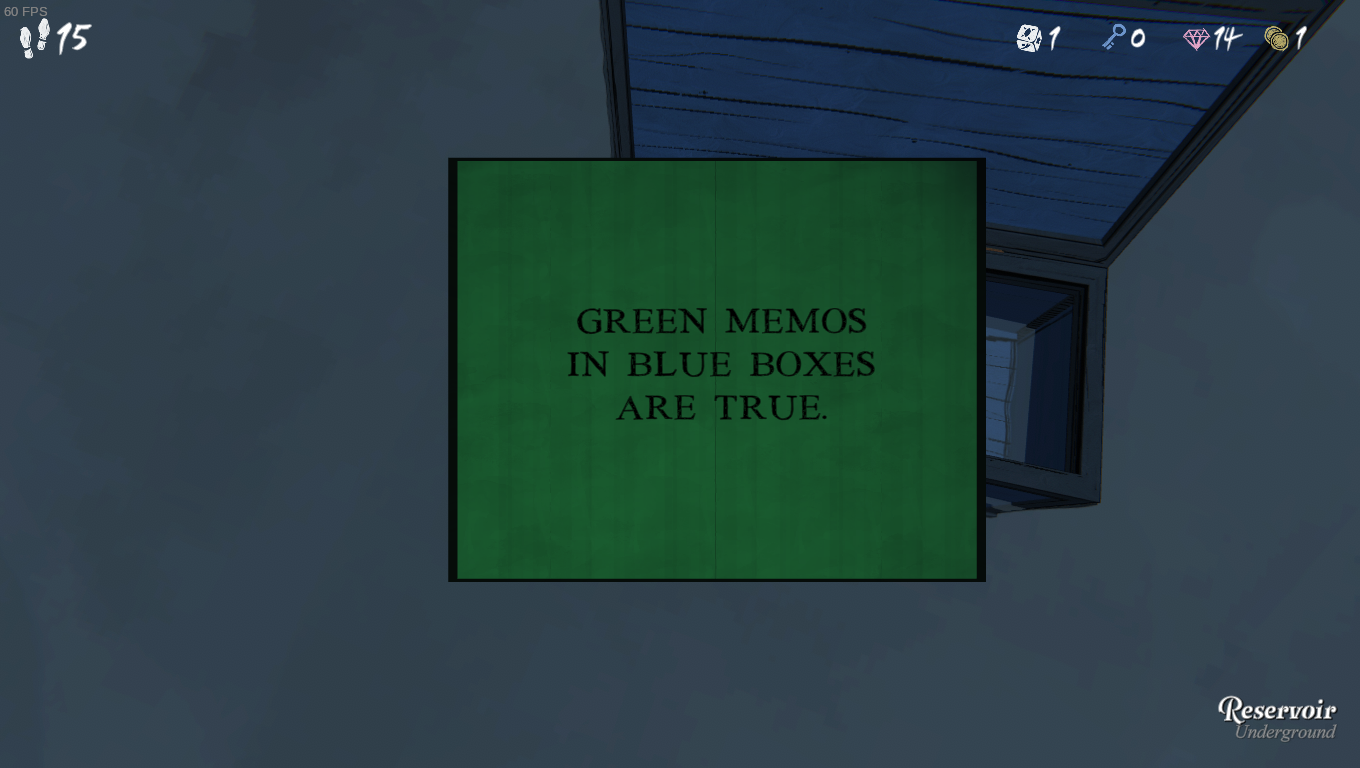 60 FPS
15
1 0 14 1
GREEN MEMOS
IN BLUE BOXES
ARE TRUE.
Reservoir
Underground